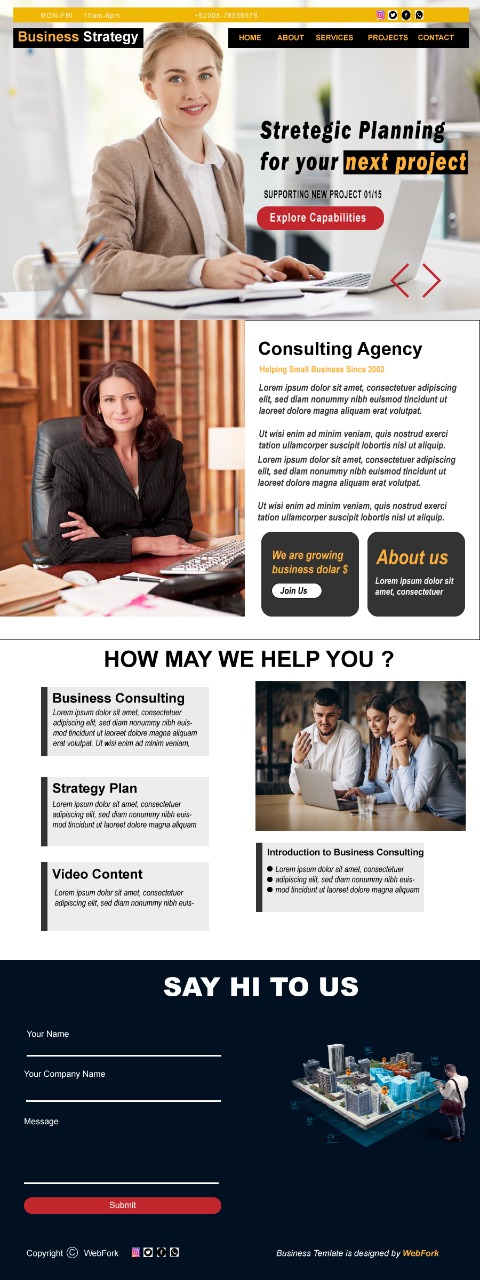 MON-FRI 10am-6pm +92305-78656878
Business Strategy HOME ABOUT SERVICES PROJECTS CONTACT
Stretegic Planning
for your next project
SUPPORTING NEW PROJECT 01/15
Explore Capabilities
Consulting Agency
Helping Small Business Since 2002
Lorem ipsum dolor sit amet, consectetuer adipiscing
elit, sed diam nonummy nibh euismod tincidunt ut
laoreet dolore magna aliquam erat volutpat.
Ut wisi enim ad minim veniam, quis nostrud exerci
tation ullamcorper suscipit lobortis nisl ut aliquip.
Lorem ipsum dolor sit amet, consectetuer adipiscing
elit, sed diam nonummy nibh euismod tincidunt ut
laoreet dolore magna aliquam erat volutpat.
Ut wisi enim ad minim veniam, quis nostrud exerci
tation ullamcorper suscipit lobortis nisl ut aliquip.
We are growing
business dolar $
Join Us
About us
Lorem ipsum dolor sit
amet, consectetuer
HOW MAY WE HELP YOU ?
Business Consulting
Lorem ipsum dolor sit amet, consectetuer
adipiscing elit, sed diam nonummy nibh euis-
mod tincidunt ut laoreet dolore magna aliquam
erat volutpat. Ut wisi enim ad minim veniam,
Strategy Plan
Lorem ipsum dolor sit amet, consectetuer
adipiscing elit, sed diam nonummy nibh euis-
mod tincidunt ut laoreet dolore magna aliquam
Video Content
Lorem ipsum dolor sit amet, consectetuer
adipiscing elit, sed diam nonummy nibh euis-
Introduction to Business Consulting
Lorem ipsum dolor sit amet, consectetuer
adipiscing elit, sed diam nonummy nibh euis-
mod tincidunt ut laoreet dolore magna aliquam
SAY HI TO US
Your Name
Your Company Name
Message
Submit
Copyright © WebFork
Business Temlate is designed by WebFork